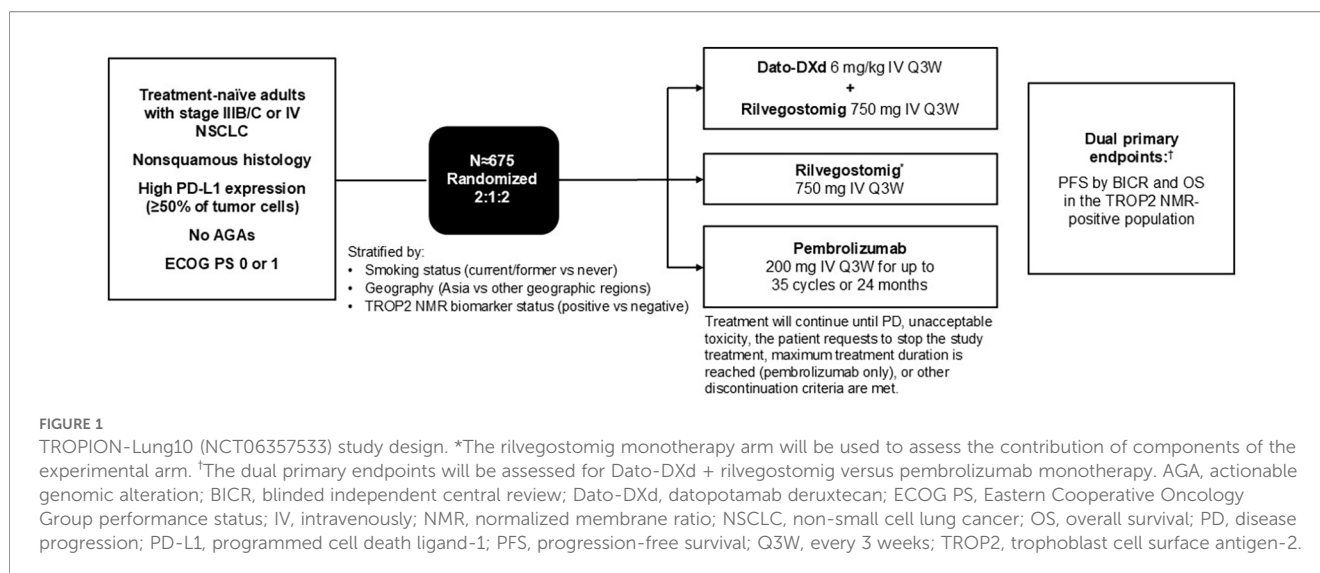 Treatment-naïve adults
with stage IIIB/C or IV
NSCLC
Nonsquamous histology
High PD-L1 expression
(≥50% of tumor cells)
No AGAs
ECOG PS 0 or 1
N≈675
Randomized
2:1:2
Stratified by:
• Smoking status (current/former vs never)
• Geography (Asia vs other geographic regions)
• TROP2 NMR biomarker status (positive vs negative)
Dato-DXd 6 mg/kg IV Q3W
+
Rilvegostomig 750 mg IV Q3W
Rilvegostomig*
750 mg IV Q3W
Pembrolizumab
200 mg IV Q3W for up to
35 cycles or 24 months
Treatment will continue until PD, unacceptable
toxicity, the patient requests to stop the study
treatment, maximum treatment duration is
reached (pembrolizumab only), or other
discontinuation criteria are met.
Dual primary
endpoints:†
PFS by BICR and OS
in the TROP2 NMR-
positive population
FIGURE 1
TROPION-Lung10 (NCT06357533) study design. *The rilvegostomig monotherapy arm will be used to assess the contribution of components of the
experimental arm. †The dual primary endpoints will be assessed for Dato-DXd + rilvegostomig versus pembrolizumab monotherapy. AGA, actionable
genomic alteration; BICR, blinded independent central review; Dato-DXd, datopotamab deruxtecan; ECOG PS, Eastern Cooperative Oncology
Group performance status; IV, intravenously; NMR, normalized membrane ratio; NSCLC, non-small cell lung cancer; OS, overall survival; PD, disease
progression; PD-L1, programmed cell death ligand-1; PFS, progression-free survival; Q3W, every 3 weeks; TROP2, trophoblast cell surface antigen-2.